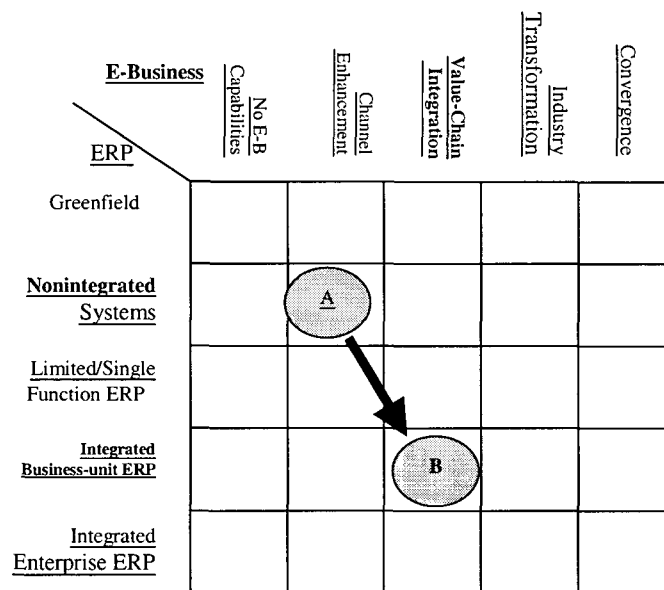 E-Business
No E-B
Capabilities
Channel
Enhancement
Value-Chain
Integration
Industry
Transformation
Convergence
ERP
Greenfield
Nonintegrated
Systems
A
Limited/Single
Function ERP
Integrated
Business-unit ERP
B
Integrated
Enterprise ERP